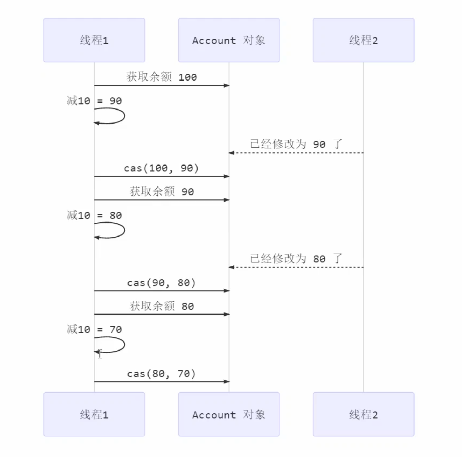 线程1
Account 对象
线程2
获取余额 100
减10 = 90
已经修改为 90 了
cas(100, 90)
获取余额 90
减10 = 80
已经修改为 80 了
cas(90, 80)
获取余额 80
减10 = 70
cas(80, 70)
线程1
Account 对象
线程2